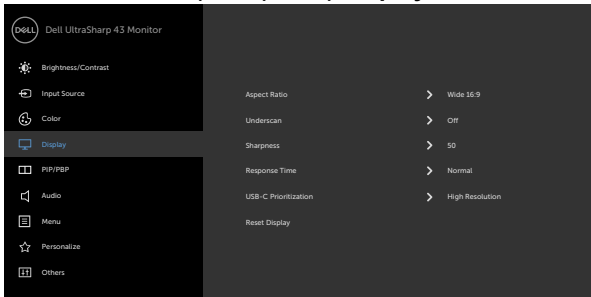 DELL Dell UltraSharp 43 Monitor
Brightness/Contrast
Input Source
Color
Display
PIP/PBP
Audio
Menu
Personalize
Others
Aspect Ratio Wide 16:9
Underscan Off
Sharpness 50
Response Time Normal
USB-C Prioritization High Resolution
Reset Display